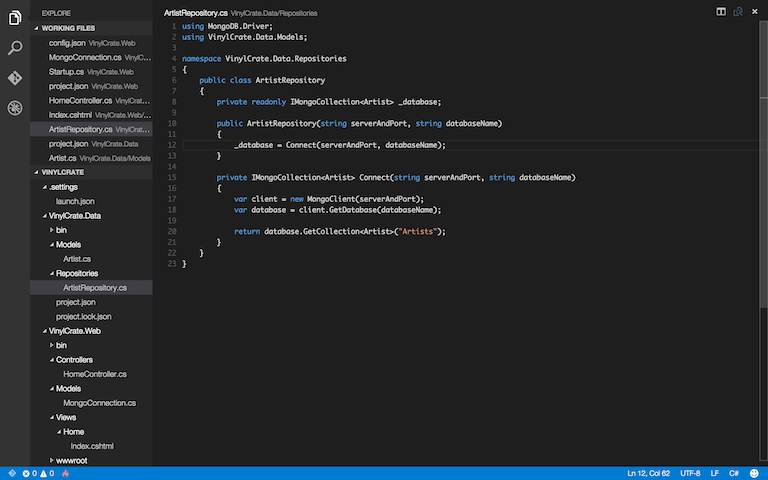 EXPLORE
WORKING FILES
config.json VinylCrate.Web
MongoConnection.cs VinylC...
Startup.cs VinylCrate.Web
project.json VinylCrate.Web
HomeController.cs VinylCrat...
Index.cshtml VinylCrate.Web/...
ArtistRepository.cs VinylCrat...
project.json VinylCrate.Data
Artist.cs VinylCrate.Data/Models
VINYLCRATE
.settings
launch.json
VinylCrate.Data
bin
Models
Artist.cs
Repositories
ArtistRepository.cs
project.json
project.lock.json
VinylCrate.Web
bin
Controllers
HomeController.cs
Models
MongoConnection.cs
Views
Home
Index.cshtml
wwwroot
ArtistRepository.cs VinylCrate.Data/Repositories
1 using MongoDB.Driver;
2 using VinylCrate.Data.Models;
3
4 namespace VinylCrate.Data.Repositories
5 {
6 public class ArtistRepository
7 {
8 private readonly IMongoCollection<Artist> _database;
9
10 public ArtistRepository(string serverAndPort, string databaseName)
11 {
12 _database = Connect(serverAndPort, databaseName);
13 }
14
15 private IMongoCollection<Artist> Connect(string serverAndPort, string databaseName)
16 {
17 var client = new MongoClient(serverAndPort);
18 var database = client.GetDatabase(databaseName);
19
20 return database.GetCollection<Artist>("Artists");
21 }
22 }
23 }
0 0
Ln 12, Col 62 UTF-8 LF C#